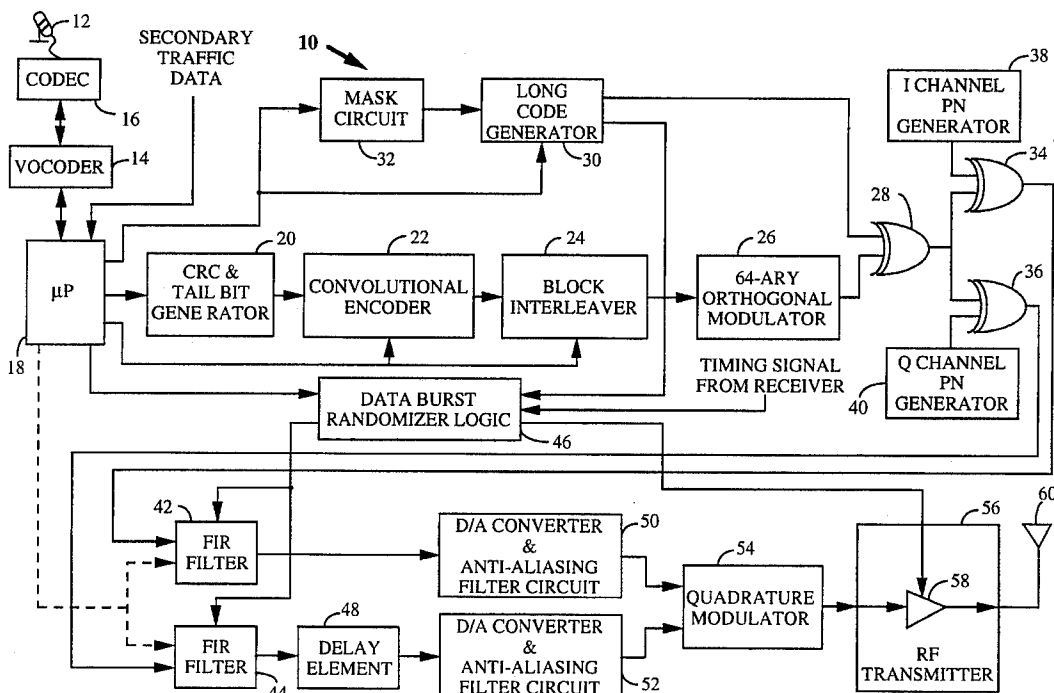 12
SECONDARY
TRAFFIC
DATA
10
38
CODEC
16
MASK
CIRCUIT
32
LONG
CODE
GENERATOR
30
I CHANNEL
PN
GENERATOR
34
VOCODER
14
28
20
22
24
26
36
μP
18
CRC &
TAIL BIT
GENE RATOR
CONVOLUTIONAL
ENCODER
BLOCK
INTERLEAVER
64-ARY
ORTHOGONAL
MODULATOR
TIMING SIGNAL
FROM RECEIVER
Q CHANNEL
PN
GENERATOR
40
DATA BURST
RANDOMIZER LOGIC
46
42
FIR
FILTER
D/A CONVERTER
&
ANTI-ALIASING
FILTER CIRCUIT
50
54
QUADRATURE
MODULATOR
56
60
58
RF
TRANSMITTER
FIR
FILTER
44
48
DELAY
ELEMENT
D/A CONVERTER
&
ANTI-ALIASING
FILTER CIRCUIT
52